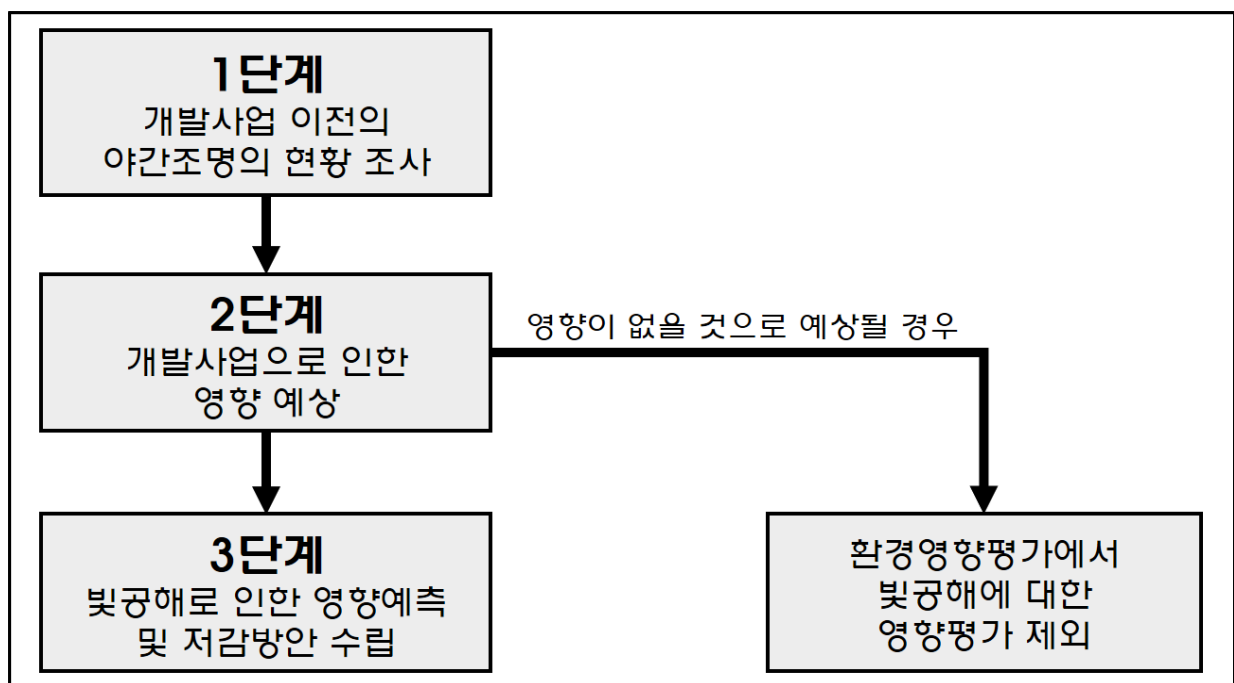 1단계
개발사업 이전의
야간조명의 현황 조사
2단계
개발사업으로 인한
영향 예상
영향이 없을 것으로 예상될 경우
3단계
빛공해로 인한 영향예측
및 저감방안 수립
환경영향평가에서
빛공해에 대한
영향평가 제외